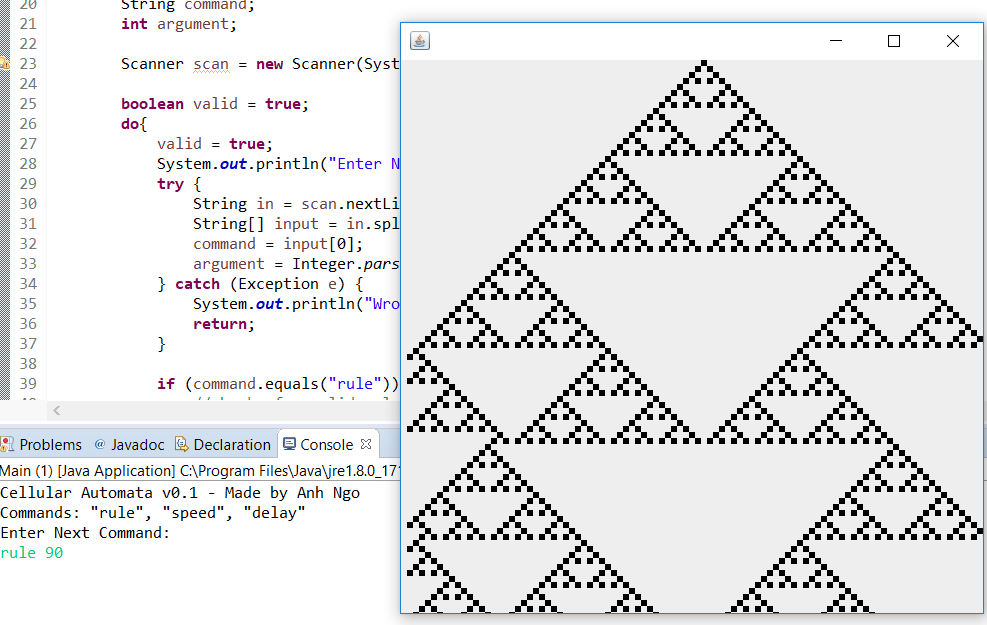 20 String command;
21 int argument;
22
23 Scanner scan = new Scanner(Syst
24
25 boolean valid = true;
26 do{
27 valid = true;
28 System.out.println("Enter N
29 try {
30 String in = scan.nextLi
31 String[] input = in.spl
32 command = input[0];
33 argument = Integer.pars
34 } catch (Exception e) {
35 System.out.println("Wro
36 return;
37 }
38
39 if (command.equals("rule"))
Problems @ Javadoc Declaration Console
Main (1) [Java Application] C:\Program Files\Java\jre1.8.0_171
Cellular Automata v0.1 - Made by Anh Ngo
Commands: "rule", "speed", "delay"
Enter Next Command:
rule 90